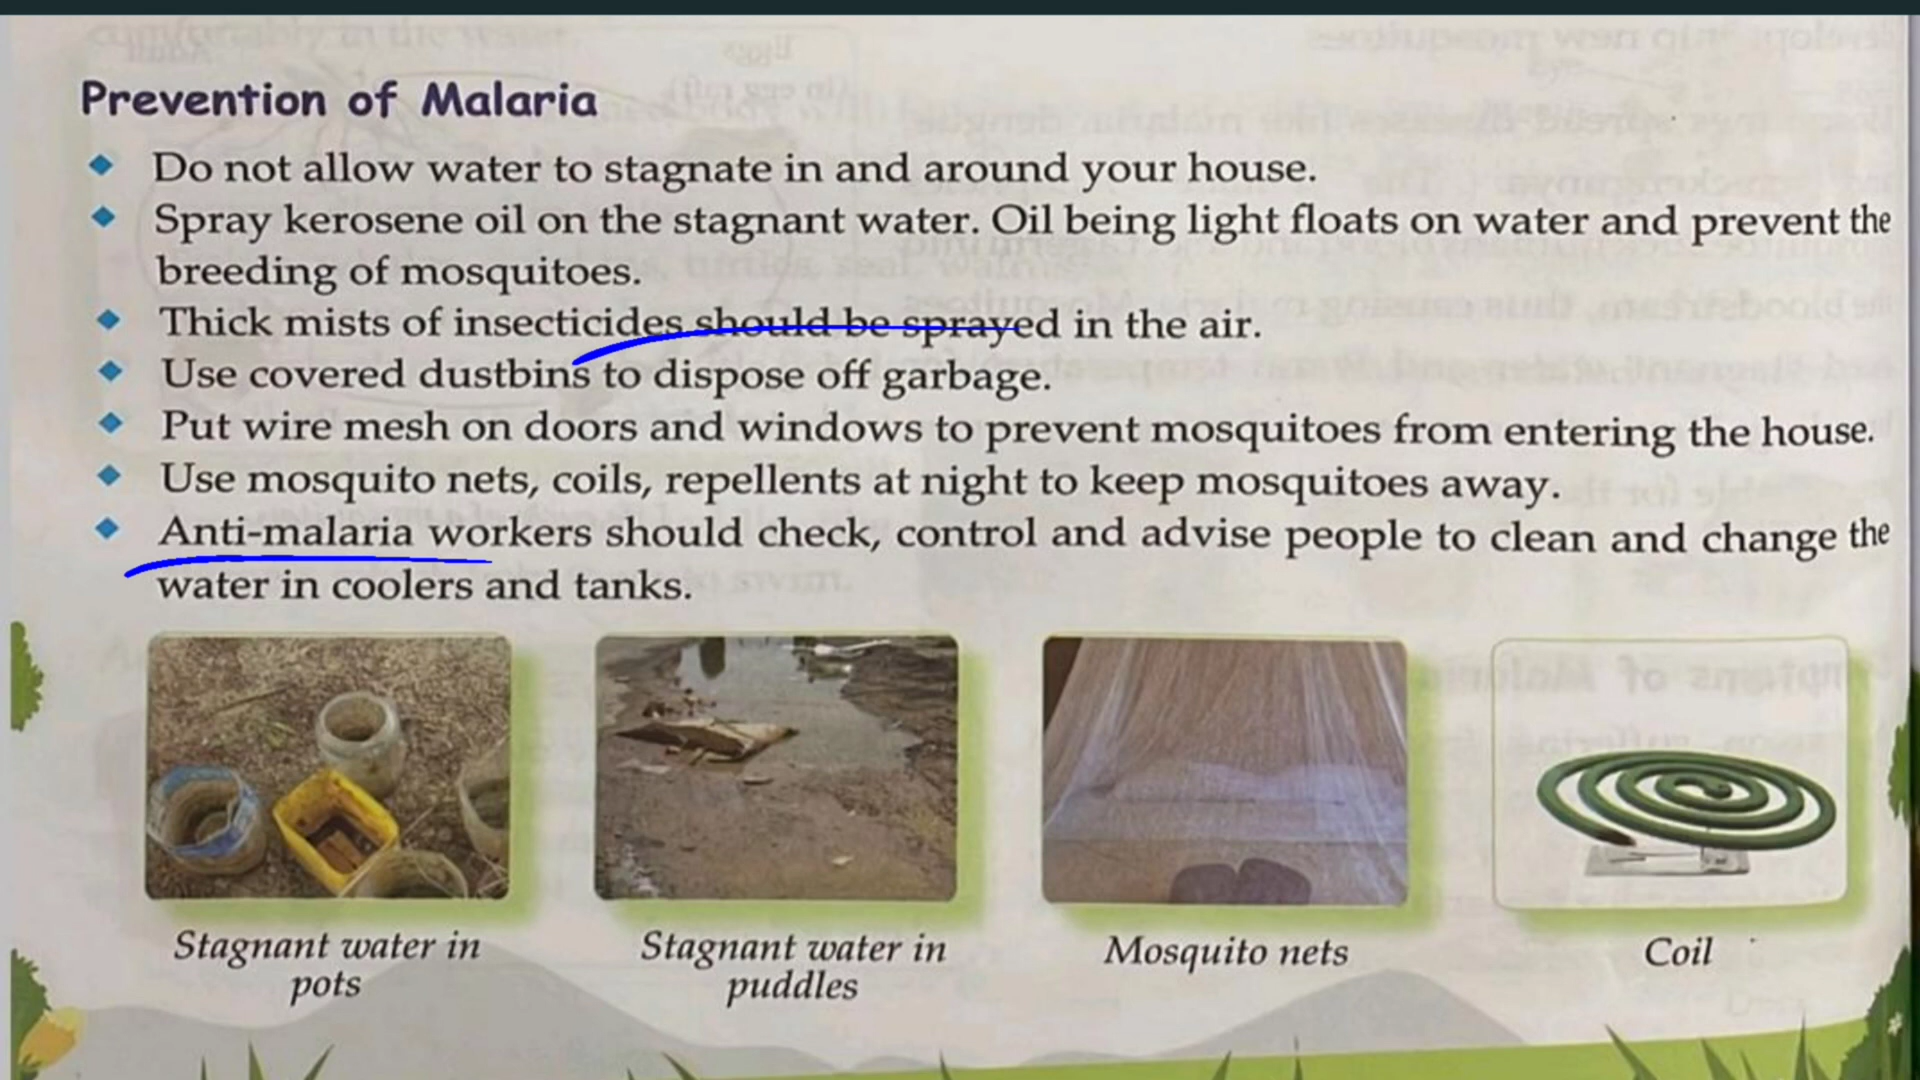 Prevention of Malaria
Do not allow water to stagnate in and around your house.
Spray kerosene oil on the stagnant water. Oil being light floats on water and prevent the
breeding of mosquitoes.
Thick mists of insecticides should be sprayed in the air.
Use covered dustbins to dispose off garbage.
Put wire mesh on doors and windows to prevent mosquitoes from entering the house.
Use mosquito nets, coils, repellents at night to keep mosquitoes away.
Anti-malaria workers should check, control and advise people to clean and change the
water in coolers and tanks.
Stagnant water in
pots
Stagnant water in
puddles
Mosquito nets
Coil